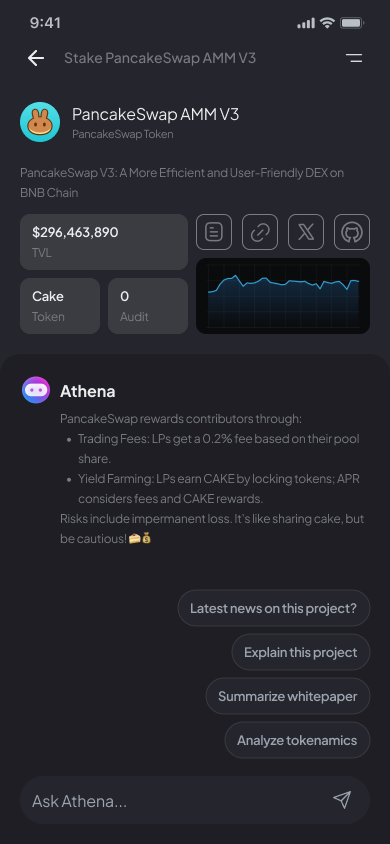 9:41
Stake PancakeSwap AMM V3
PancakeSwap AMM V3
PancakeSwap Token
PancakeSwap V3: A More Efficient and User-Friendly DEX on
BNB Chain
$296,463,890
TVL
Cake
Token
0
Audit
Athena
PancakeSwap rewards contributors through:
• Trading Fees: LPs get a 0.2% fee based on their pool
share.
• Yield Farming: LPs earn CAKE by locking tokens; APR
considers fees and CAKE rewards.
Risks include impermanent loss. It's like sharing cake, but
be cautious!🍰💰
Latest news on this project?
Explain this project
Summarize whitepaper
Analyze tokenamics
Ask Athena...